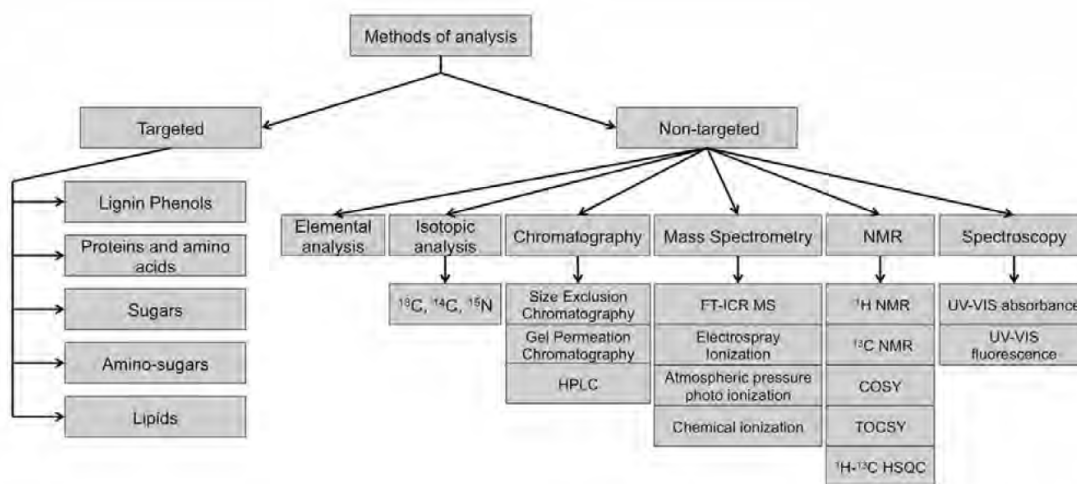 Methods of analysis
Targeted
Non-targeted
Lignin Phenols
Proteins and amino
acids
Sugars
Amino-sugars
Lipids
Elemental
analysis
Isotopic
analysis
Chromatography
Mass Spectrometry
NMR
Spectroscopy
¹³C, ¹⁴C, ¹⁵N
Size Exclusion
Chromatography
Gel Permeation
Chromatography
HPLC
FT-ICR MS
Electrospray
Ionization
Atmospheric pressure
photo ionization
Chemical ionization
¹H NMR
¹³C NMR
COSY
TOCSY
¹H-¹³C HSQC
UV-VIS absorbance
UV-VIS
fluorescence